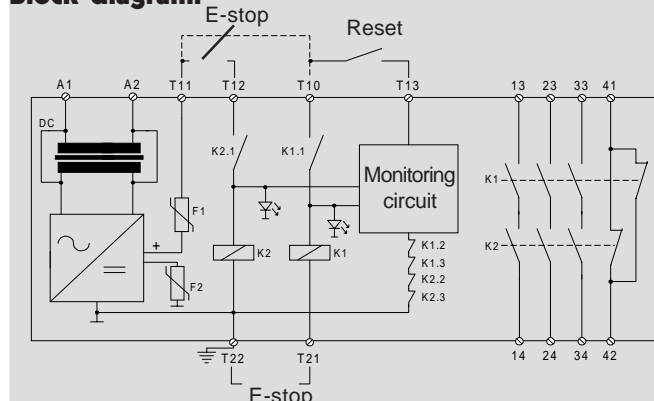 Block diagram
E-stop
Reset
A1 A2 T11 T12 T10 T13 13 23 33 41
DC
K2.1 K1.1
Monitoring
circuit
K1
F1
+
K2 K1
K1.2
K1.3
K2.2
K2.3
K2
F2
T22 T21 14 24 34 42
E-stop